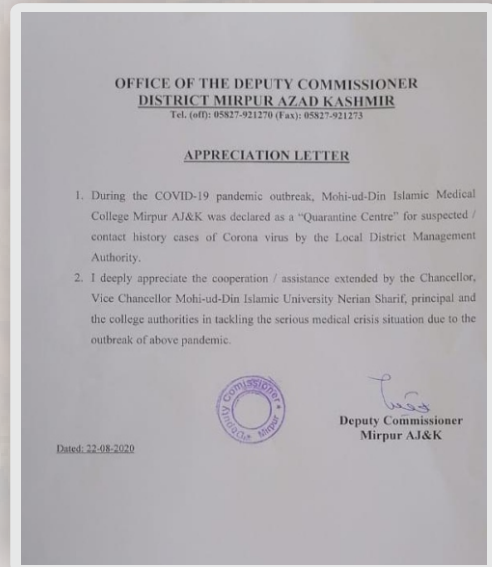 OFFICE OF THE DEPUTY COMMISSIONER
DISTRICT MIRPUR AZAD KASHMIR
Tel. (off): 05827-921270 (Fax): 05827-921273
APPRECIATION LETTER
1. During the COVID-19 pandemic outbreak, Mohi-ud-Din Islamic Medical
College Mirpur AJ&K was declared as a “Quarantine Centre” for suspected /
contact history cases of Corona virus by the Local District Management
Authority.
2. I deeply appreciate the cooperation / assistance extended by the Chancellor,
Vice Chancellor Mohi-ud-Din Islamic University Nerian Sharif, principal and
the college authorities in tackling the serious medical crisis situation due to the
outbreak of above pandemic.
Deputy Commissioner
Mirpur AJ&K
Dated: 22-08-2020